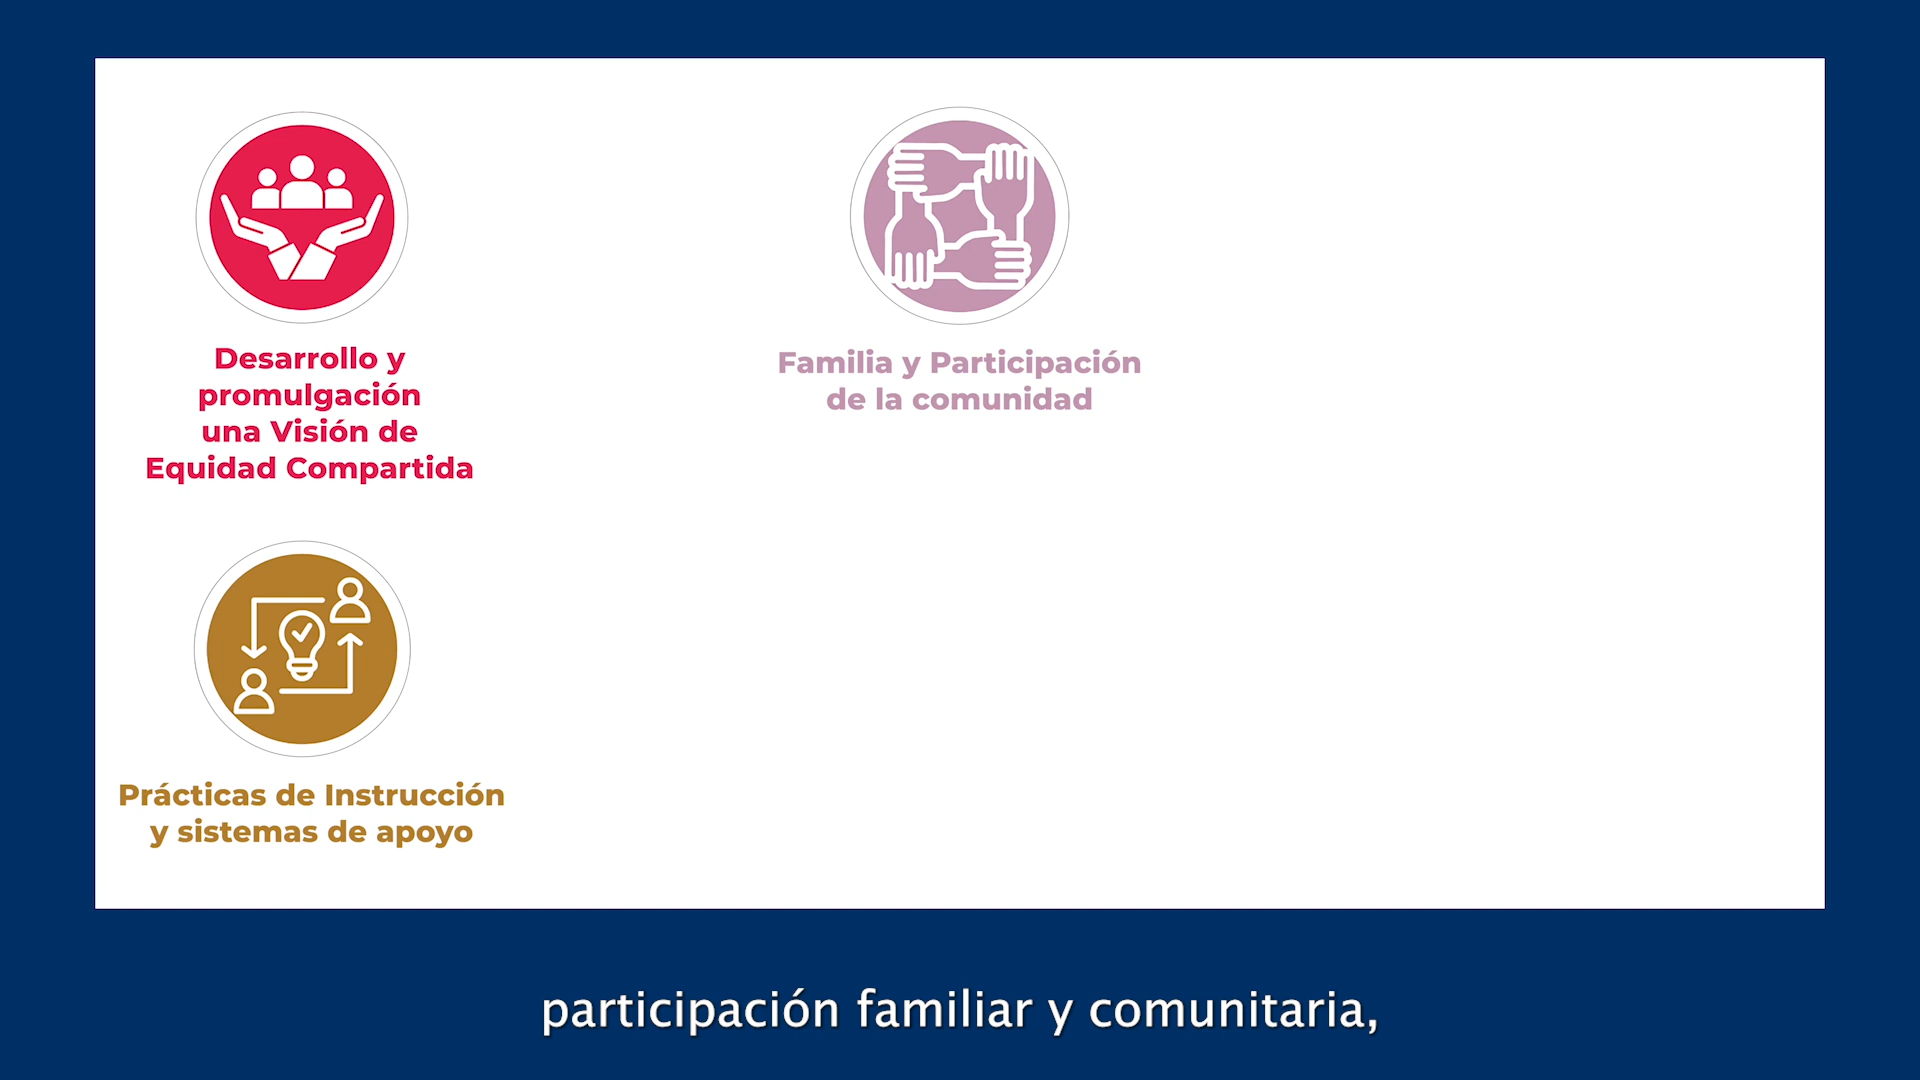 Desarrollo y
promulgación
una Visión de
Equidad Compartida
Familia y Participación
de la comunidad
Prácticas de Instrucción
y sistemas de apoyo
participación familiar y comunitaria,